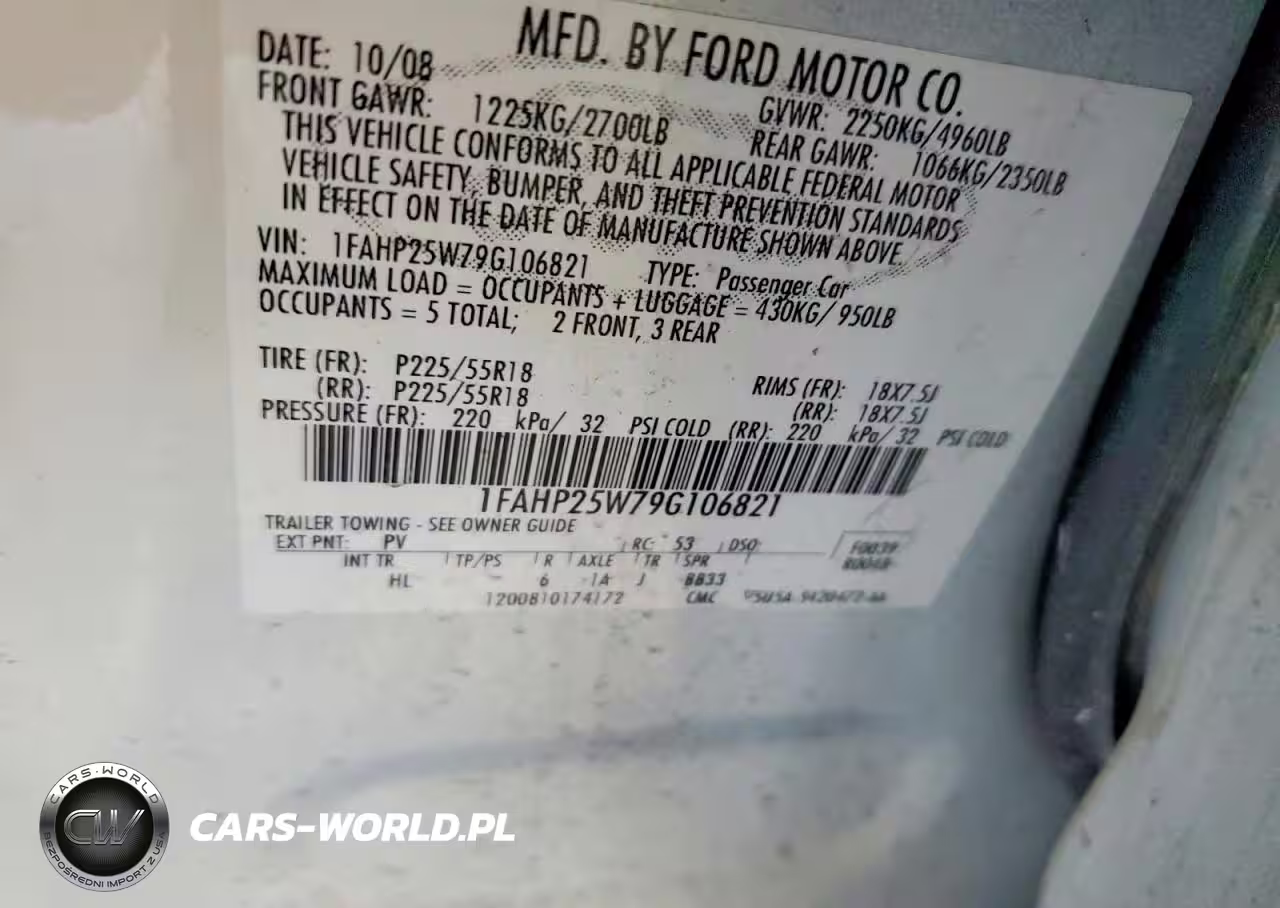 MFD. BY FORD MOTOR CO.
DATE: 10/08
GVWR: 2250KG/4960LB
FRONT GAWR: 1225KG/2700LB
REAR GAWR: 1066KG/2350LB
THIS VEHICLE CONFORMS TO ALL APPLICABLE FEDERAL MOTOR
VEHICLE SAFETY, BUMPER, AND THEFT PREVENTION STANDARDS
IN EFFECT ON THE DATE OF MANUFACTURE SHOWN ABOVE.
VIN: 1FAHP25W79G106821 TYPE: Passenger Car
MAXIMUM LOAD = OCCUPANTS + LUGGAGE = 430KG/ 950LB
OCCUPANTS = 5 TOTAL; 2 FRONT, 3 REAR
TIRE (FR): P225/55R18 RIMS (FR): 18X7.5J
(RR): P225/55R18 (RR): 18X7.5J
PRESSURE (FR): 220 kPa/ 32 PSI COLD (RR): 220 kPa/ 32 PSI COLD
1FAHP25W79G106821
TRAILER TOWING - SEE OWNER GUIDE
EXT PNT: PV RC: 53 DSO:
INT TR TP/PS R AXLE TR SPR
HL 6 1A J BB33
1200810174172 CMC
CARS-WORLD
CW
BEZPOŚREDNI IMPORT Z USA
CARS-WORLD.PL